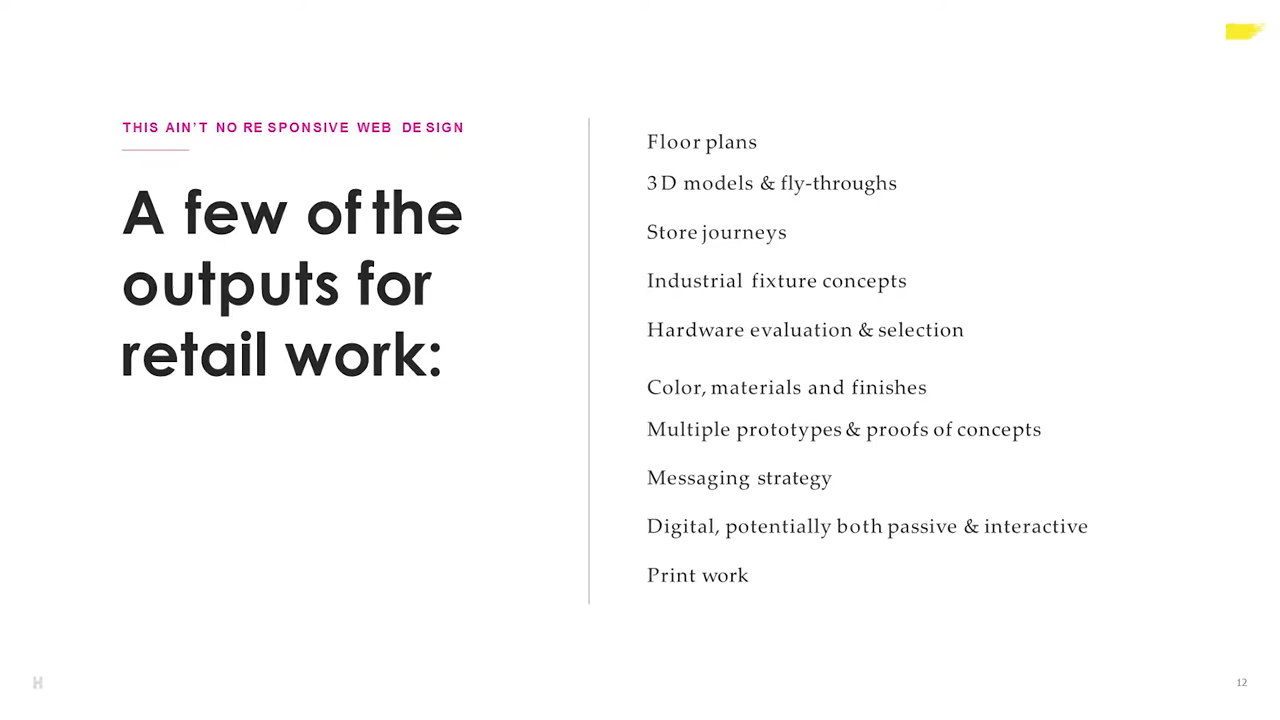 THIS AIN'T NO RESPONSIVE WEB DESIGN
A few of the
outputs for
retail work:
Floor plans
3D models & fly-throughs
Store journeys
Industrial fixture concepts
Hardware evaluation & selection
Color, materials and finishes
Multiple prototypes & proofs of concepts
Messaging strategy
Digital, potentially both passive & interactive
Print work
H
12